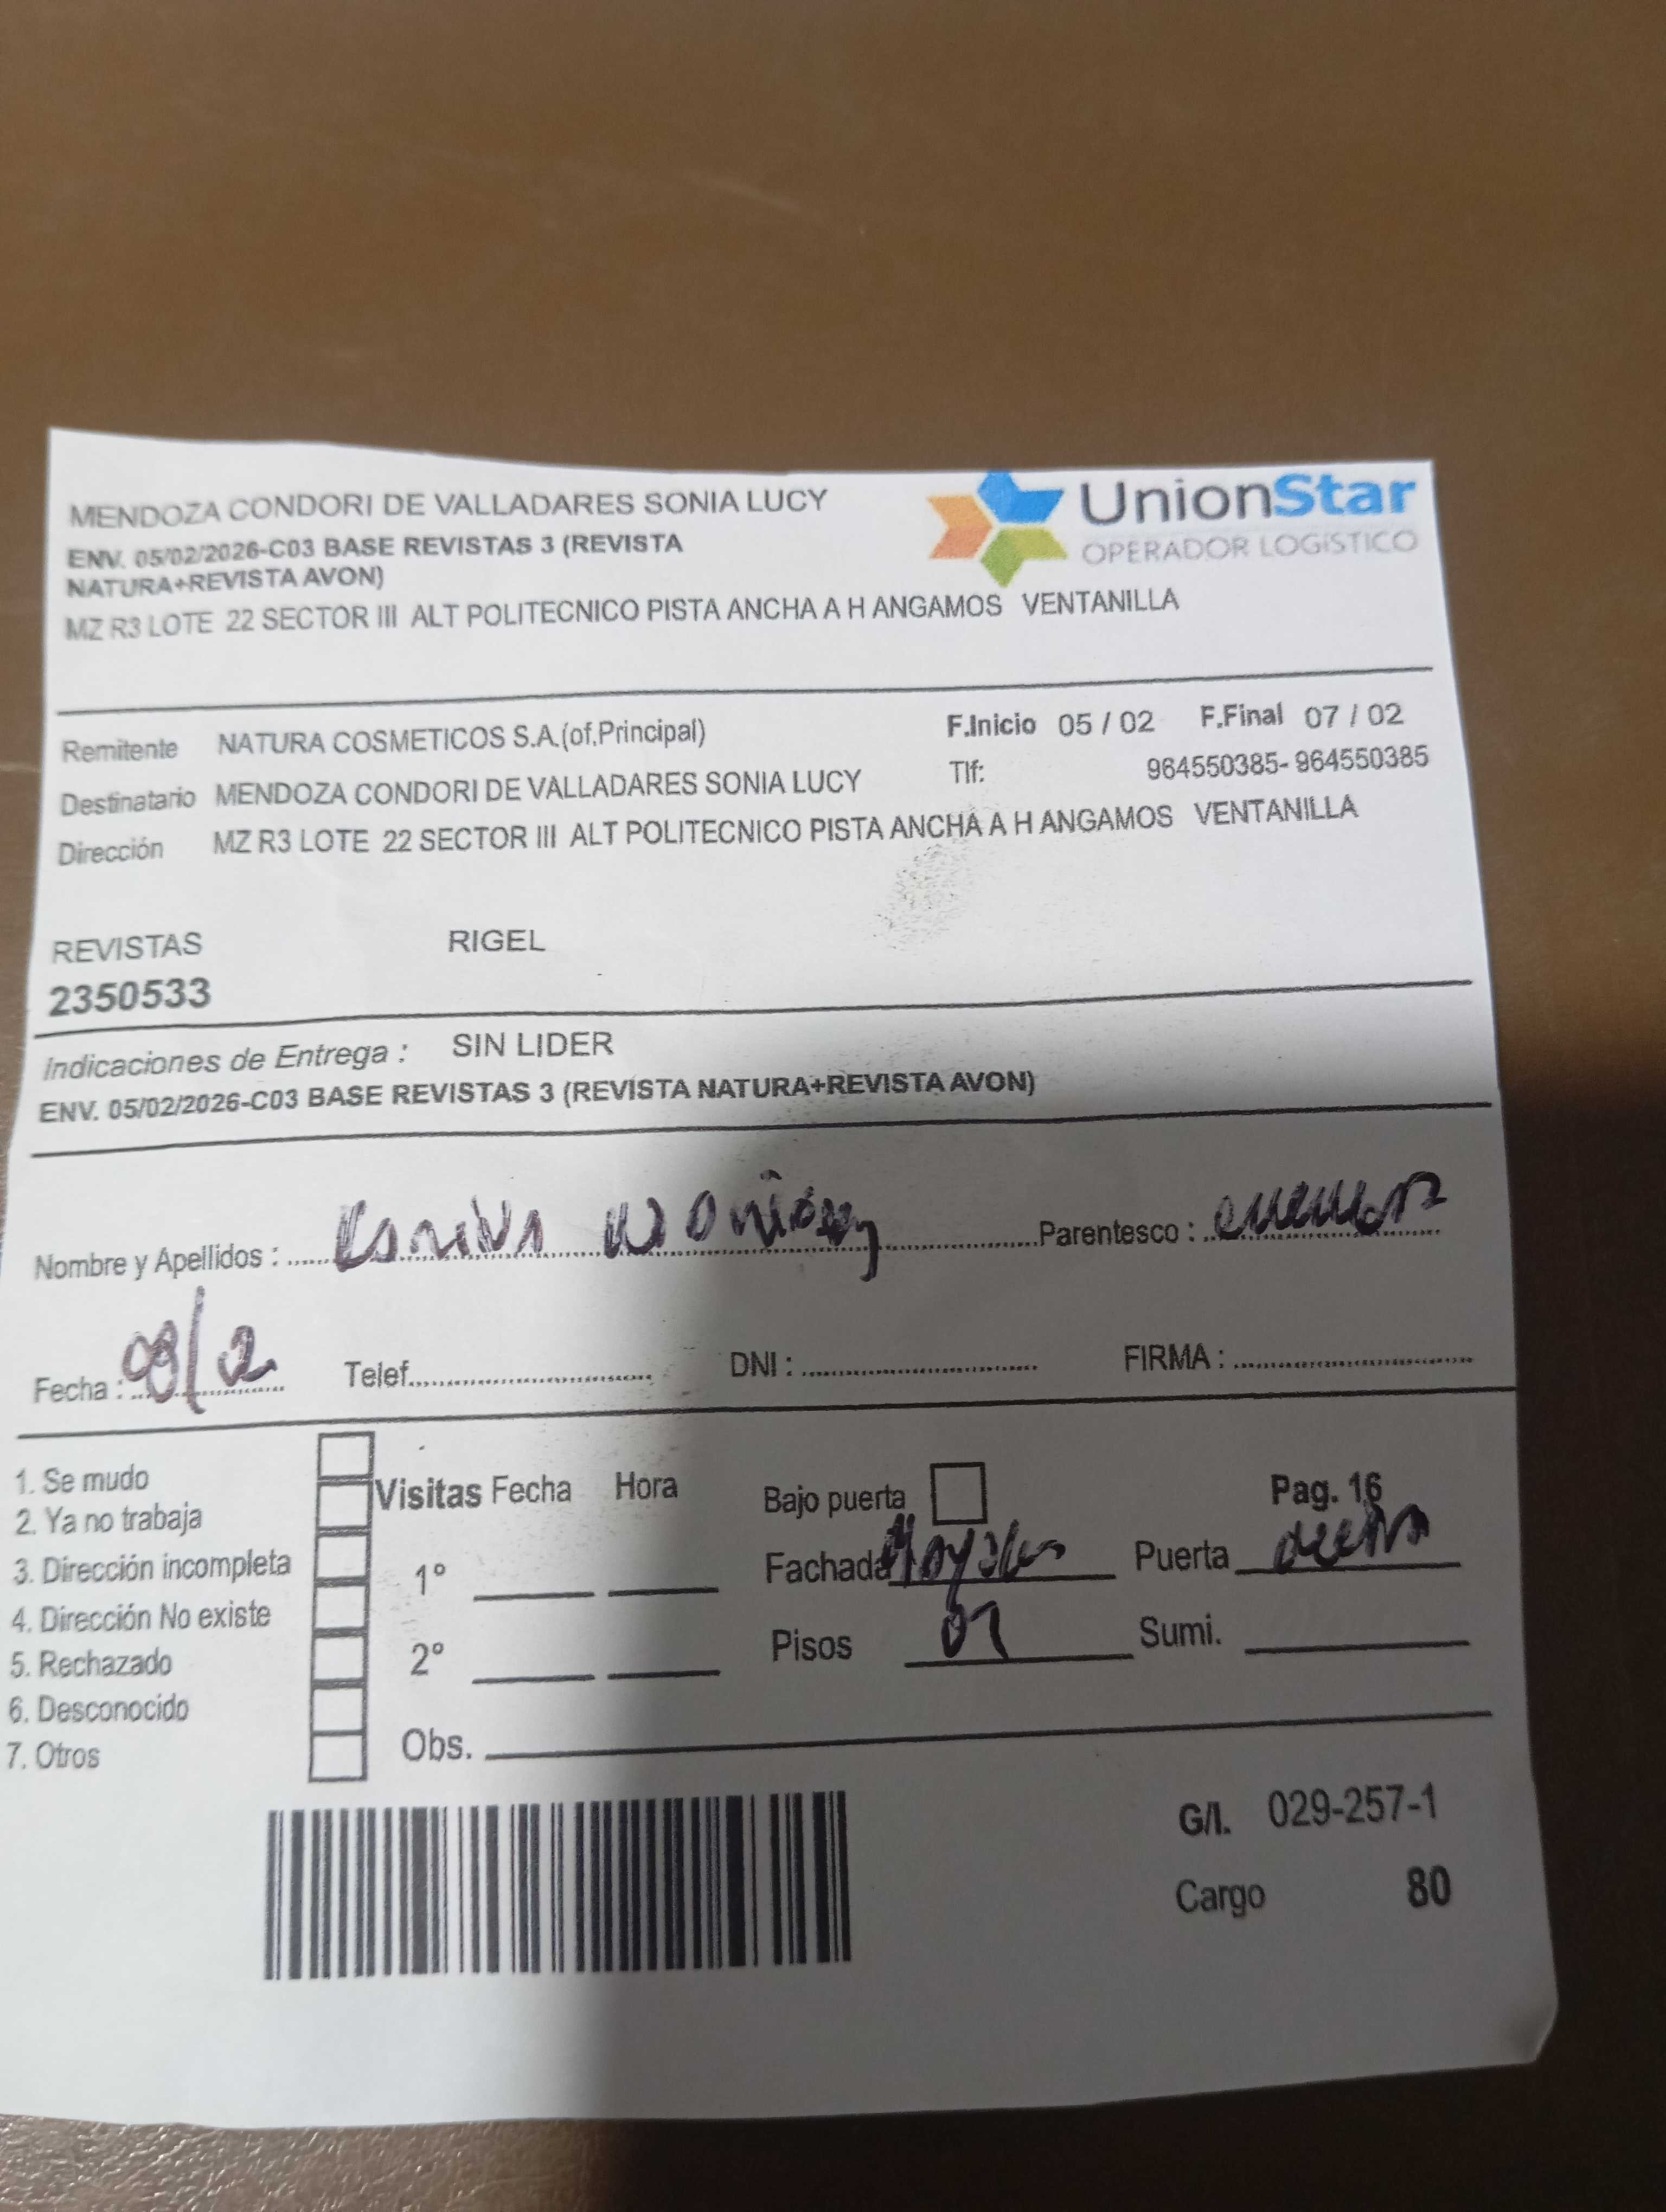 MENDOZA CONDORI DE VALLADARES SONIA LUCY
UnionStar
OPERADOR LOGÍSTICO
ENV. 05/02/2026-C03 BASE REVISTAS 3 (REVISTA
NATURA+REVISTA AVON)
MZ R3 LOTE 22 SECTOR III ALT POLITECNICO PISTA ANCHA A H ANGAMOS VENTANILLA
Remitente NATURA COSMETICOS S.A.(of,Principal) F.Inicio 05 / 02 F.Final 07 / 02
Destinatario MENDOZA CONDORI DE VALLADARES SONIA LUCY Tlf: 964550385- 964550385
Dirección MZ R3 LOTE 22 SECTOR III ALT POLITECNICO PISTA ANCHA A H ANGAMOS VENTANILLA
REVISTAS RIGEL
2350533
Indicaciones de Entrega : SIN LIDER
ENV. 05/02/2026-C03 BASE REVISTAS 3 (REVISTA NATURA+REVISTA AVON)
Nombre y Apellidos : Parentesco :
Fecha : Telef. DNI : FIRMA :
1. Se mudo
2. Ya no trabaja
3. Dirección incompleta
4. Dirección No existe
5. Rechazado
6. Desconocido
7. Otros
Visitas Fecha Hora
1°
2°
Obs.
Bajo puerta Pag. 16
Fachada Puerta
Pisos 01 Sumi.
G/I. 029-257-1
Cargo 80